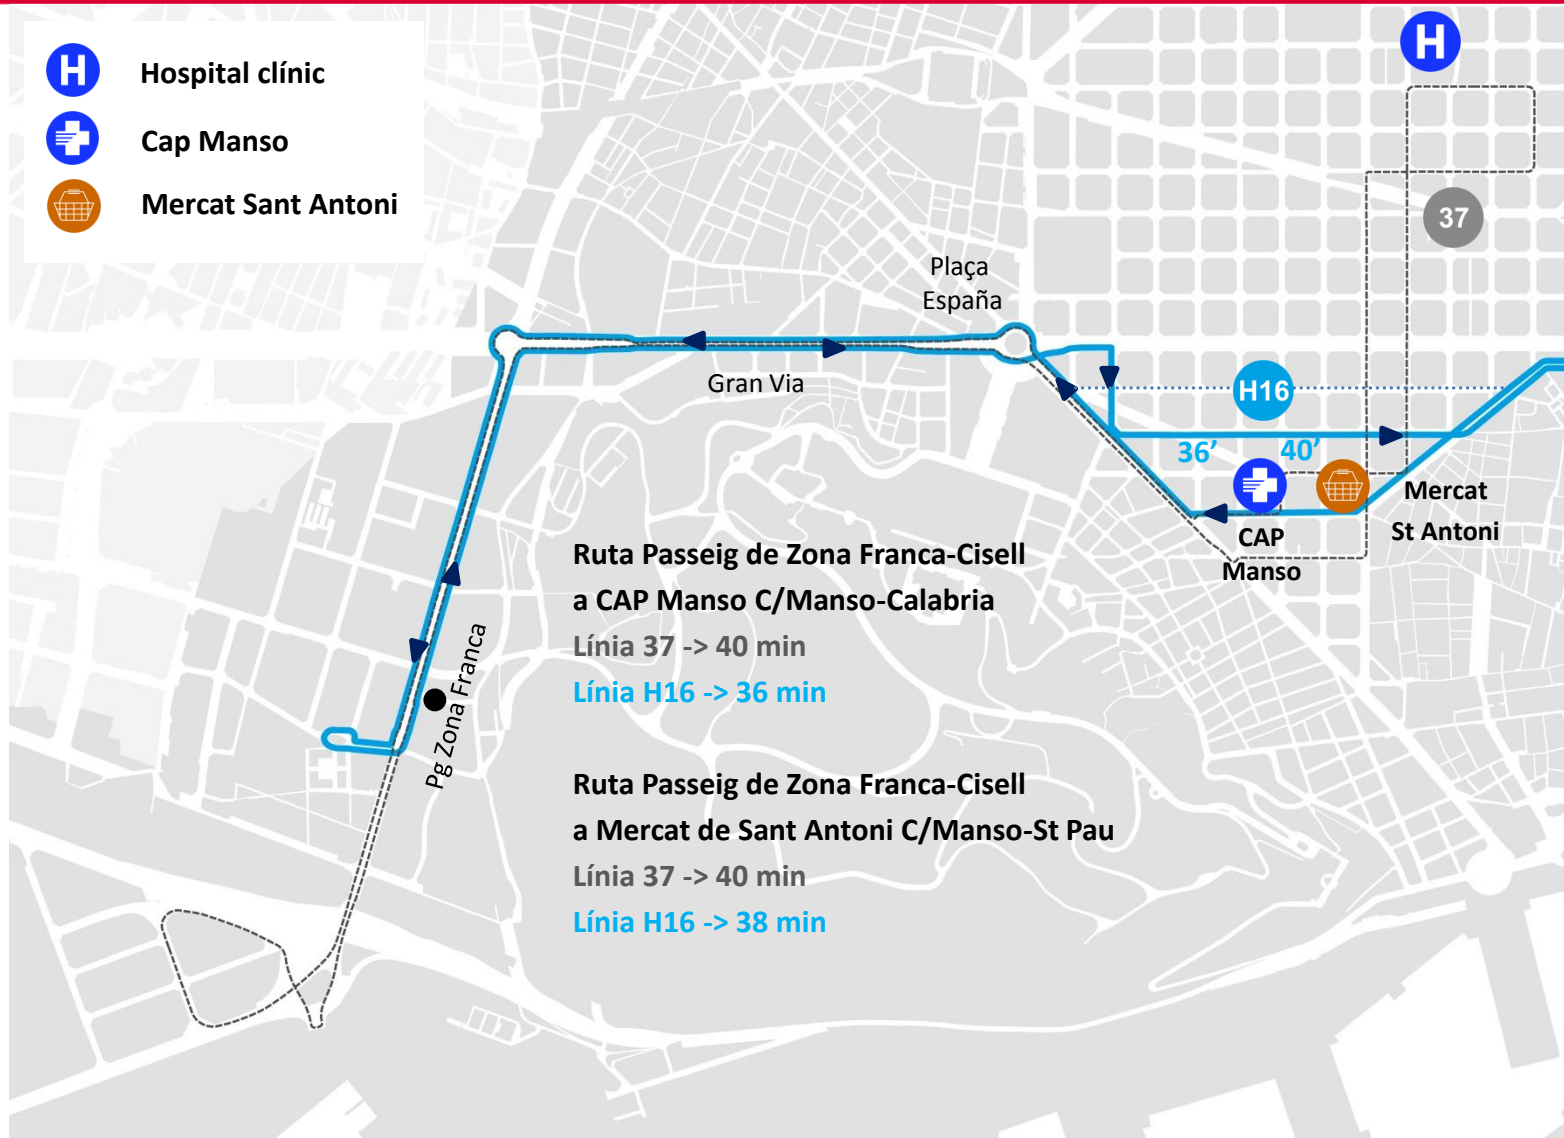 H
Hospital clínic
Cap Manso
Mercat Sant Antoni
H
37
Plaça
España
Gran Via
H16
36’
40’
Mercat
St Antoni
CAP
Manso
Pg Zona Franca
Ruta Passeig de Zona Franca-Cisell
a CAP Manso C/Manso-Calabria
Línia 37 -> 40 min
Línia H16 -> 36 min
Ruta Passeig de Zona Franca-Cisell
a Mercat de Sant Antoni C/Manso-St Pau
Línia 37 -> 40 min
Línia H16 -> 38 min